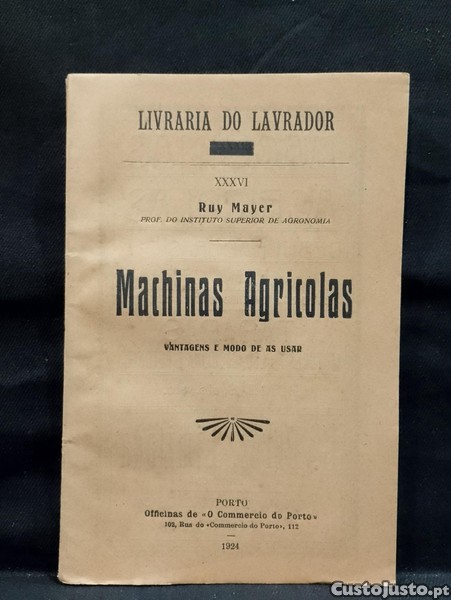 LIVRARIA DO LAVRADOR
XXXVI
Ruy Mayer
PROF. DO INSTITUTO SUPERIOR DE AGRONOMIA
Machinas Agricolas
VANTAGENS E MODO DE AS USAR
PORTO
Officinas de «O Commercio do Porto»
102, Rua do «Commercio do Porto», 112
1924
Custojusto.pt